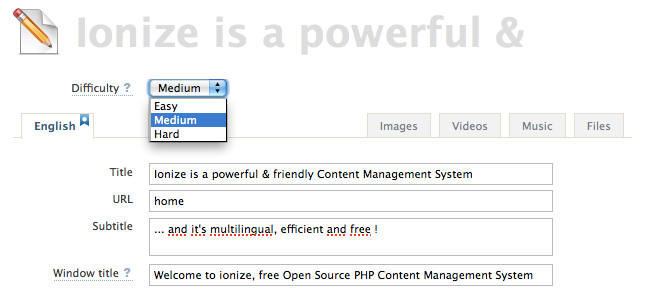 Ionize is a powerful &
Difficulty ? Medium
Easy
Medium
Hard
English Images Videos Music Files
Title Ionize is a powerful & friendly Content Management System
URL home
Subtitle ... and it's multilingual, efficient and free !
Window title ? Welcome to ionize, free Open Source PHP Content Management System